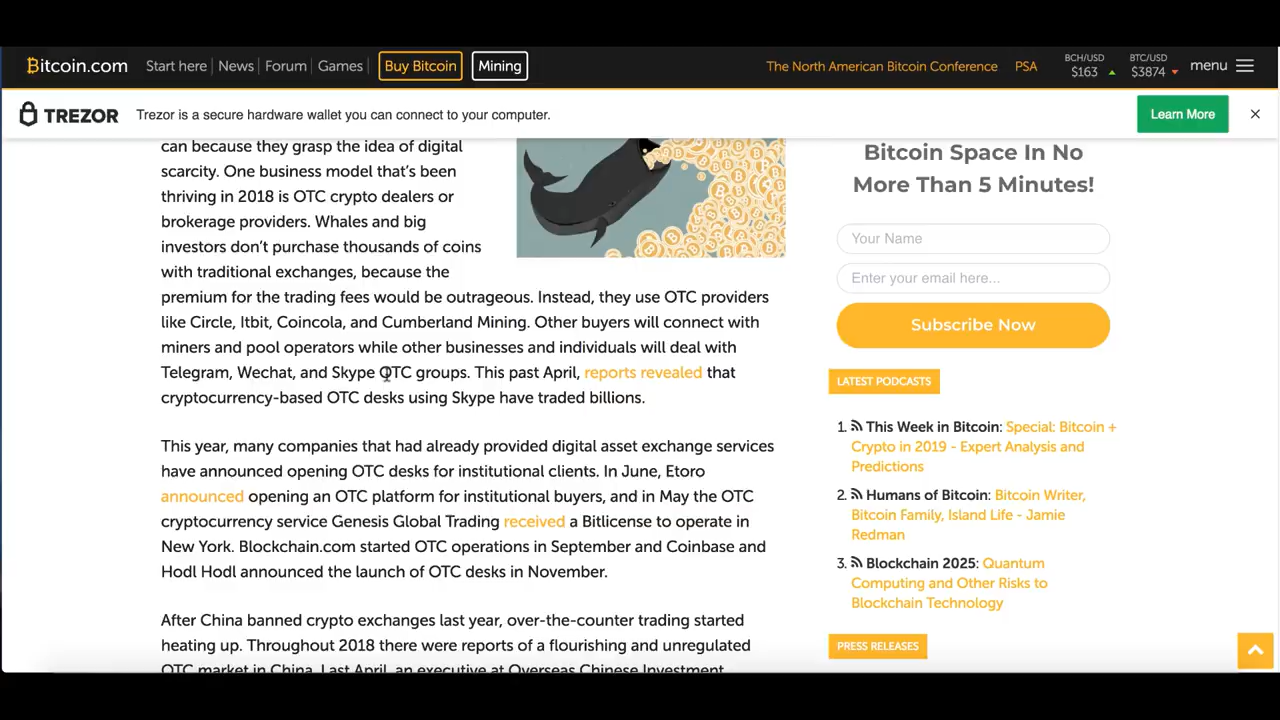 Bitcoin.com Start here News Forum Games Buy Bitcoin Mining The North American Bitcoin Conference PSA BCH/USD $163 BTC/USD $3874 menu
TREZOR Trezor is a secure hardware wallet you can connect to your computer. Learn More ×
can because they grasp the idea of digital
scarcity. One business model that's been
thriving in 2018 is OTC crypto dealers or
brokerage providers. Whales and big
investors don't purchase thousands of coins
with traditional exchanges, because the
premium for the trading fees would be outrageous. Instead, they use OTC providers
like Circle, Itbit, Coincola, and Cumberland Mining. Other buyers will connect with
miners and pool operators while other businesses and individuals will deal with
Telegram, Wechat, and Skype OTC groups. This past April, reports revealed that
cryptocurrency-based OTC desks using Skype have traded billions.
This year, many companies that had already provided digital asset exchange services
have announced opening OTC desks for institutional clients. In June, Etoro
announced opening an OTC platform for institutional buyers, and in May the OTC
cryptocurrency service Genesis Global Trading received a Bitlicense to operate in
New York. Blockchain.com started OTC operations in September and Coinbase and
Hodl Hodl announced the launch of OTC desks in November.
After China banned crypto exchanges last year, over-the-counter trading started
heating up. Throughout 2018 there were reports of a flourishing and unregulated
OTC market in China. Last April, an executive at Overseas Chinese Investment
Bitcoin Space In No
More Than 5 Minutes!
Your Name
Enter your email here...
Subscribe Now
LATEST PODCASTS
1. This Week in Bitcoin: Special: Bitcoin +
Crypto in 2019 - Expert Analysis and
Predictions
2. Humans of Bitcoin: Bitcoin Writer,
Bitcoin Family, Island Life - Jamie
Redman
3. Blockchain 2025: Quantum
Computing and Other Risks to
Blockchain Technology
PRESS RELEASES